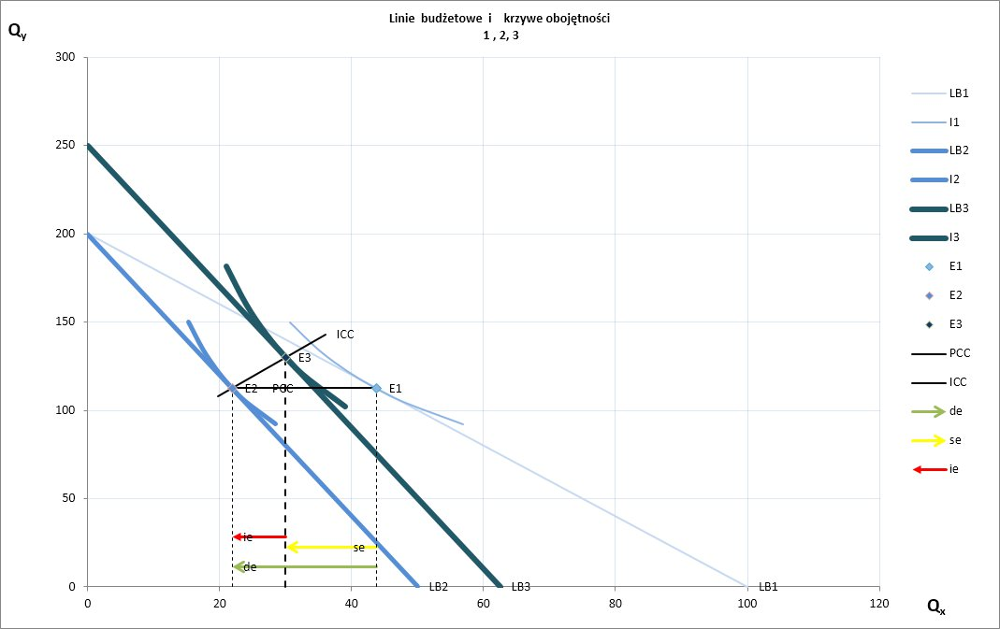 Linie budżetowe i krzywe obojętności
1 , 2, 3
Qy
300
250
200
150
100
50
0
0
20
40
60
80
100
120
Qx
ICC
E3
E2
PCC
E1
ie
se
de
LB2
LB3
LB1
LB1
I1
LB2
I2
LB3
I3
E1
E2
E3
PCC
ICC
de
se
ie